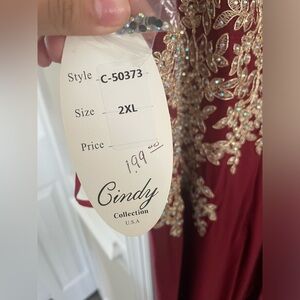 Style C-50373
Size 2XL
Price 199.00
Cindy
Collection
U.S.A